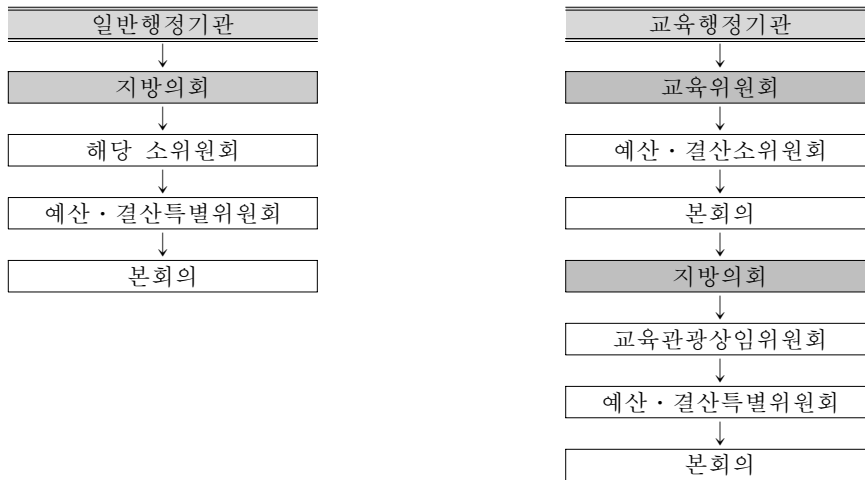 일반행정기관
지방의회
해당 소위원회
예산·결산특별위원회
본회의
교육행정기관
교육위원회
예산·결산소위원회
본회의
지방의회
교육관광상임위원회
예산·결산특별위원회
본회의